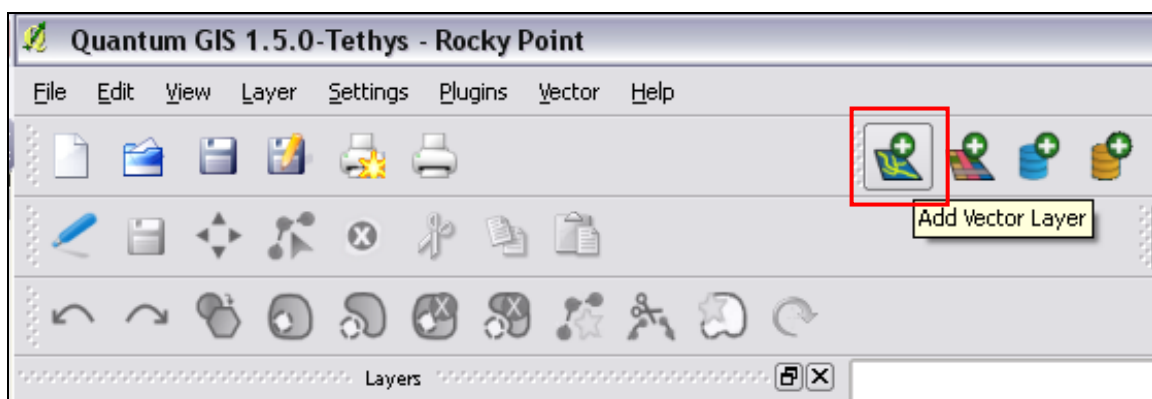 Quantum GIS 1.5.0-Tethys - Rocky Point
File Edit View Layer Settings Plugins Vector Help
Add Vector Layer
Layers